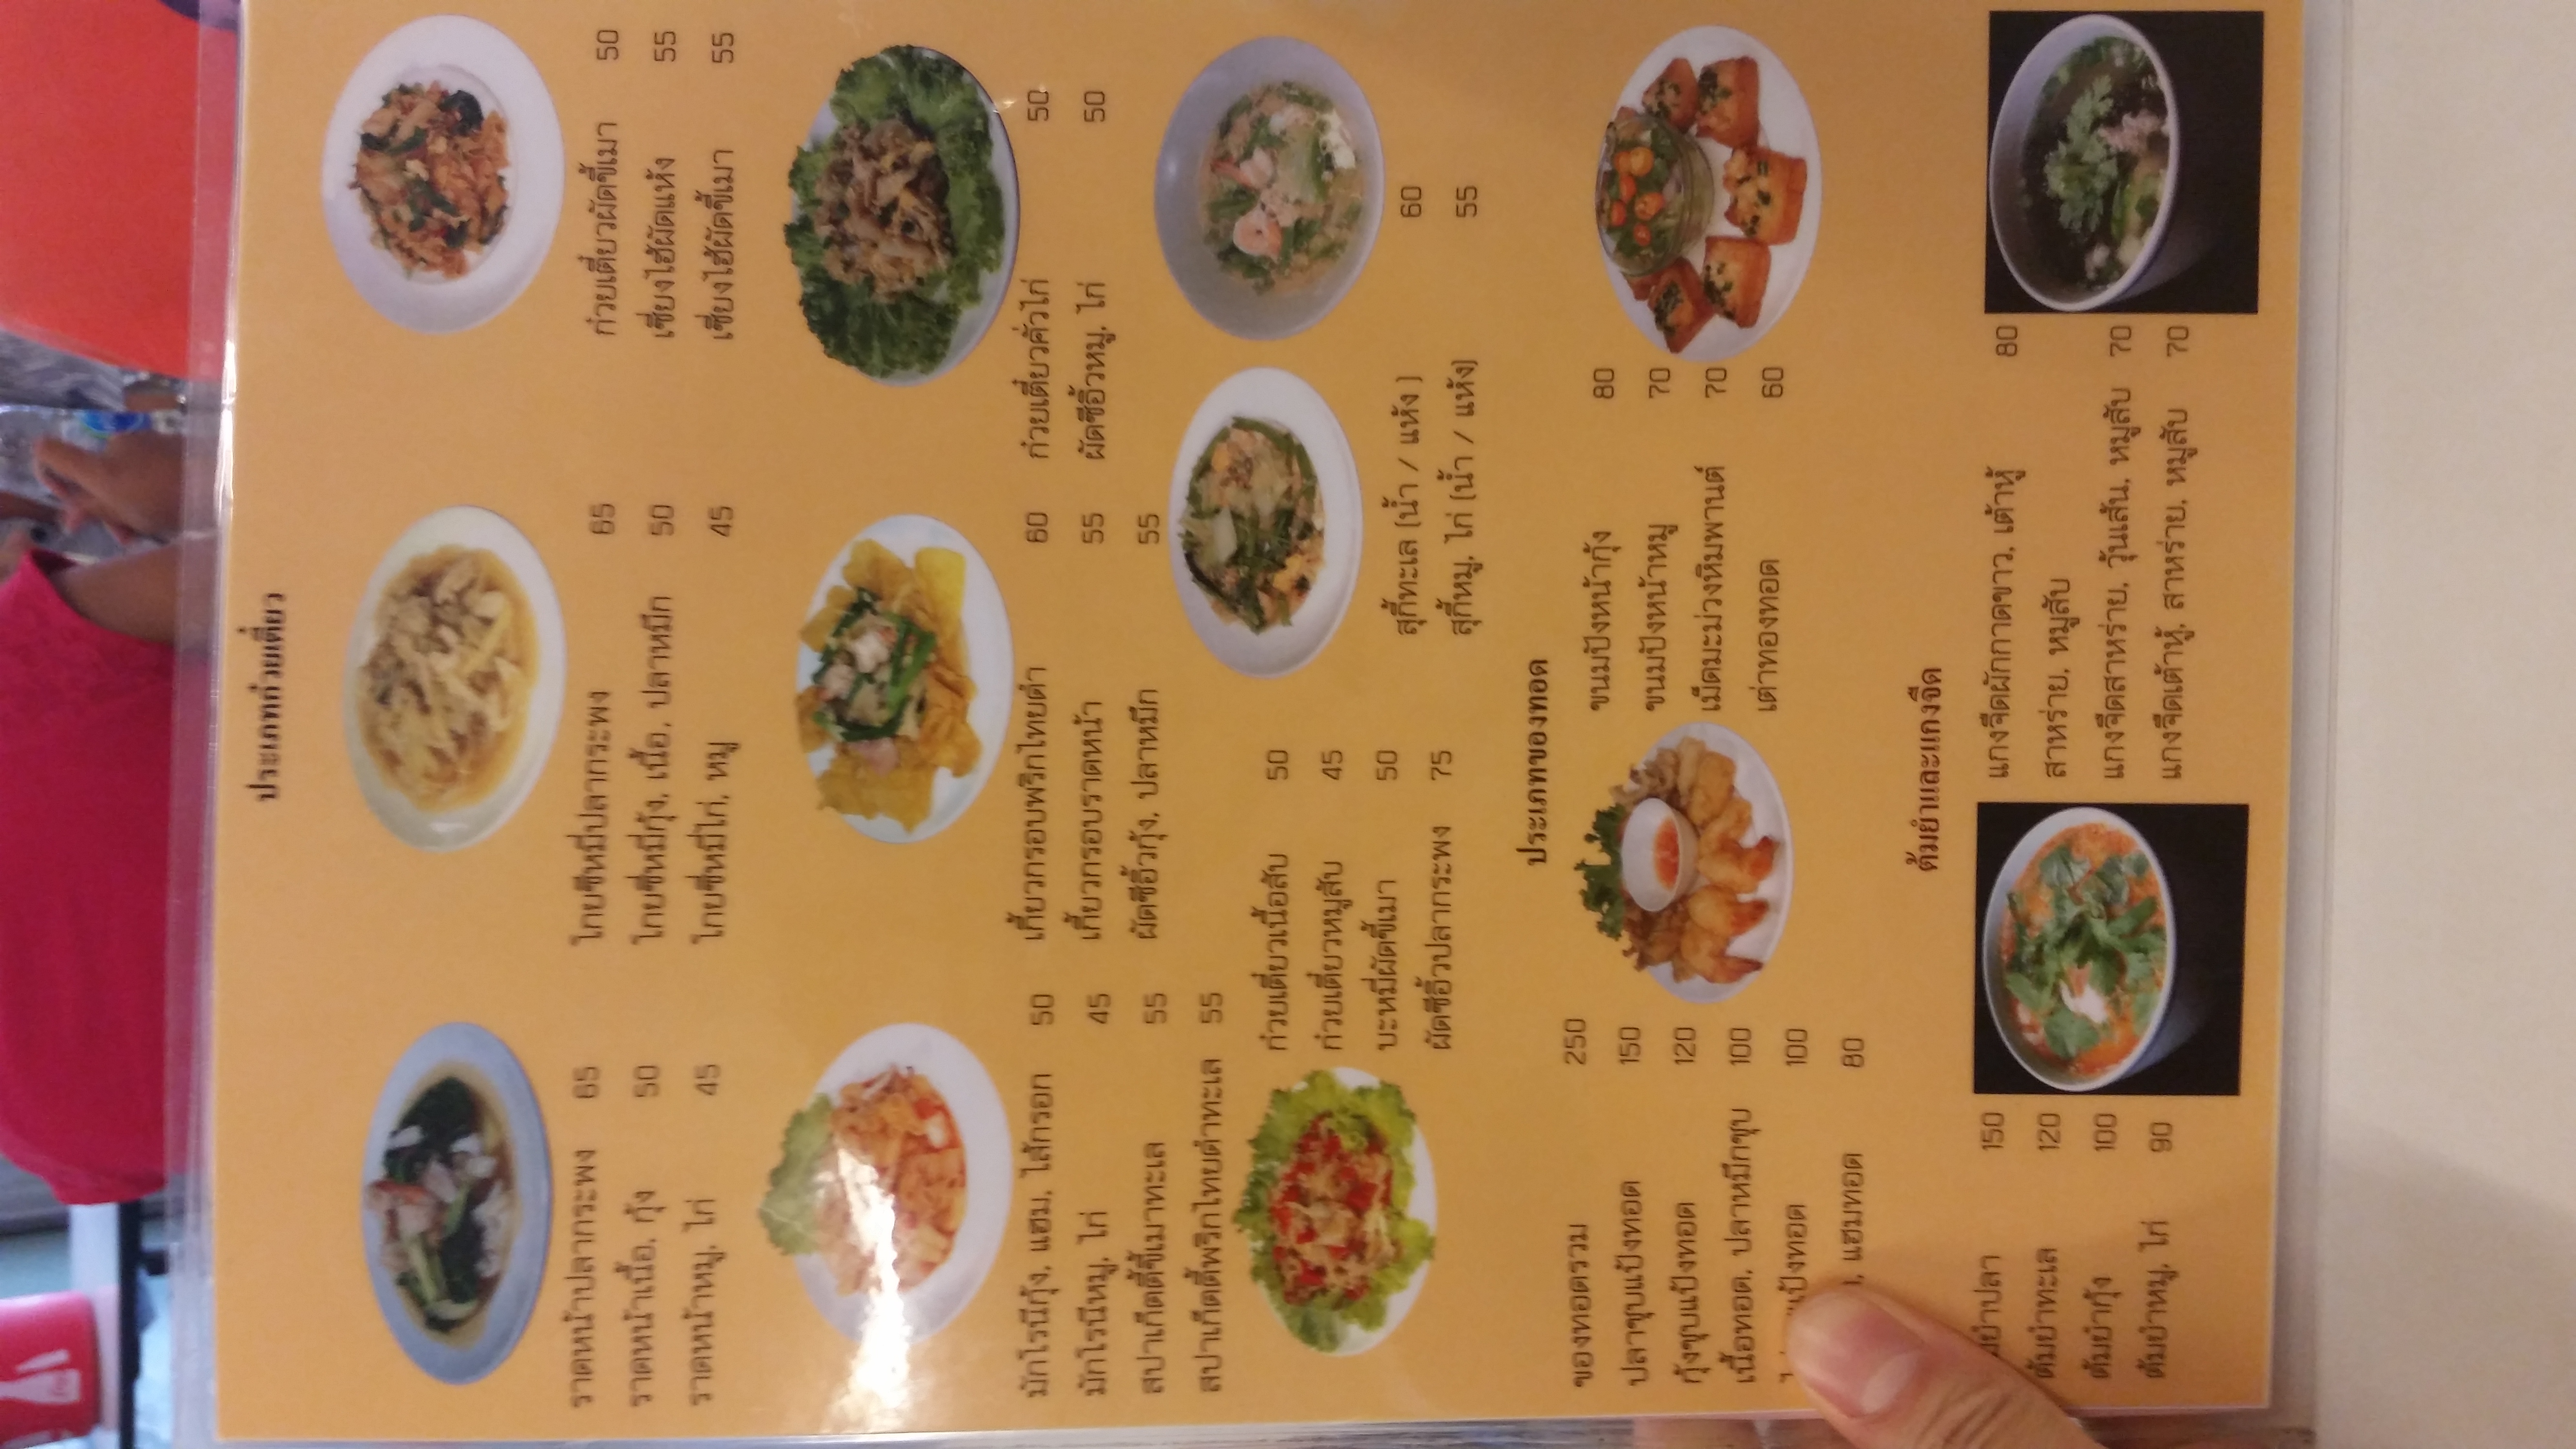 ประเภทก๋วยเตี๋ยว
ราดหน้าปลากระพง 65
ราดหน้าเนื้อ, กุ้ง 50
ราดหน้าหมู, ไก่ 45
โกยซีหมี่ปลากระพง 65
โกยซีหมี่กุ้ง, เนื้อ, ปลาหมึก 50
โกยซีหมี่ไก่, หมู 45
ก๋วยเตี๋ยวผัดขี้เมา 50
เซี่ยงไฮ้ผัดแห้ง 55
เซี่ยงไฮ้ผัดขี้เมา 55
มักโรนีกุ้ง, แฮม, ไส้กรอก 50
มักโรนีหมู, ไก่ 45
สปาเก็ตตี้ขี้เมาทะเล 55
สปาเก็ตตี้พริกไทยดำทะเล 55
เกี้ยวกรอบพริกไทยดำ 60
เกี้ยวกรอบราดหน้า 55
ผัดซีอิ้วกุ้ง, ปลาหมึก 55
ก๋วยเตี๋ยวคั่วไก่ 50
ผัดซีอิ้วหมู, ไก่ 50
ก๋วยเตี๋ยวเนื้อสับ 50
ก๋วยเตี๋ยวหมูสับ 45
บะหมี่ผัดขี้เมา 50
ผัดซีอิ้วปลากระพง 75
สุกี้ทะเล (น้ำ / แห้ง ) 60
สุกี้หมู, ไก่ (น้ำ / แห้ง) 55
ประเภทของทอด
ของทอดรวม 250
ปลาชุบแป้งทอด 150
กุ้งชุบแป้งทอด 120
เนื้อทอด, ปลาหมึกชุบ 100
แป้งทอด 100
, แฮมทอด 80
ขนมปังหน้ากุ้ง 80
ขนมปังหน้าหมู 70
เม็ดมะม่วงหิมพานต์ 70
เต่าทองทอด 60
ต้มยำและแกงจืด
มยำปลา 150
ต้มยำทะเล 120
ต้มยำกุ้ง 100
ต้มยำหมู, ไก่ 90
แกงจืดผักกาดขาว, เต้าหู้ 80
สาหร่าย, หมูสับ
แกงจืดสาหร่าย, วุ้นเส้น, หมูสับ 70
แกงจืดเต้าหู้, สาหร่าย, หมูสับ 70